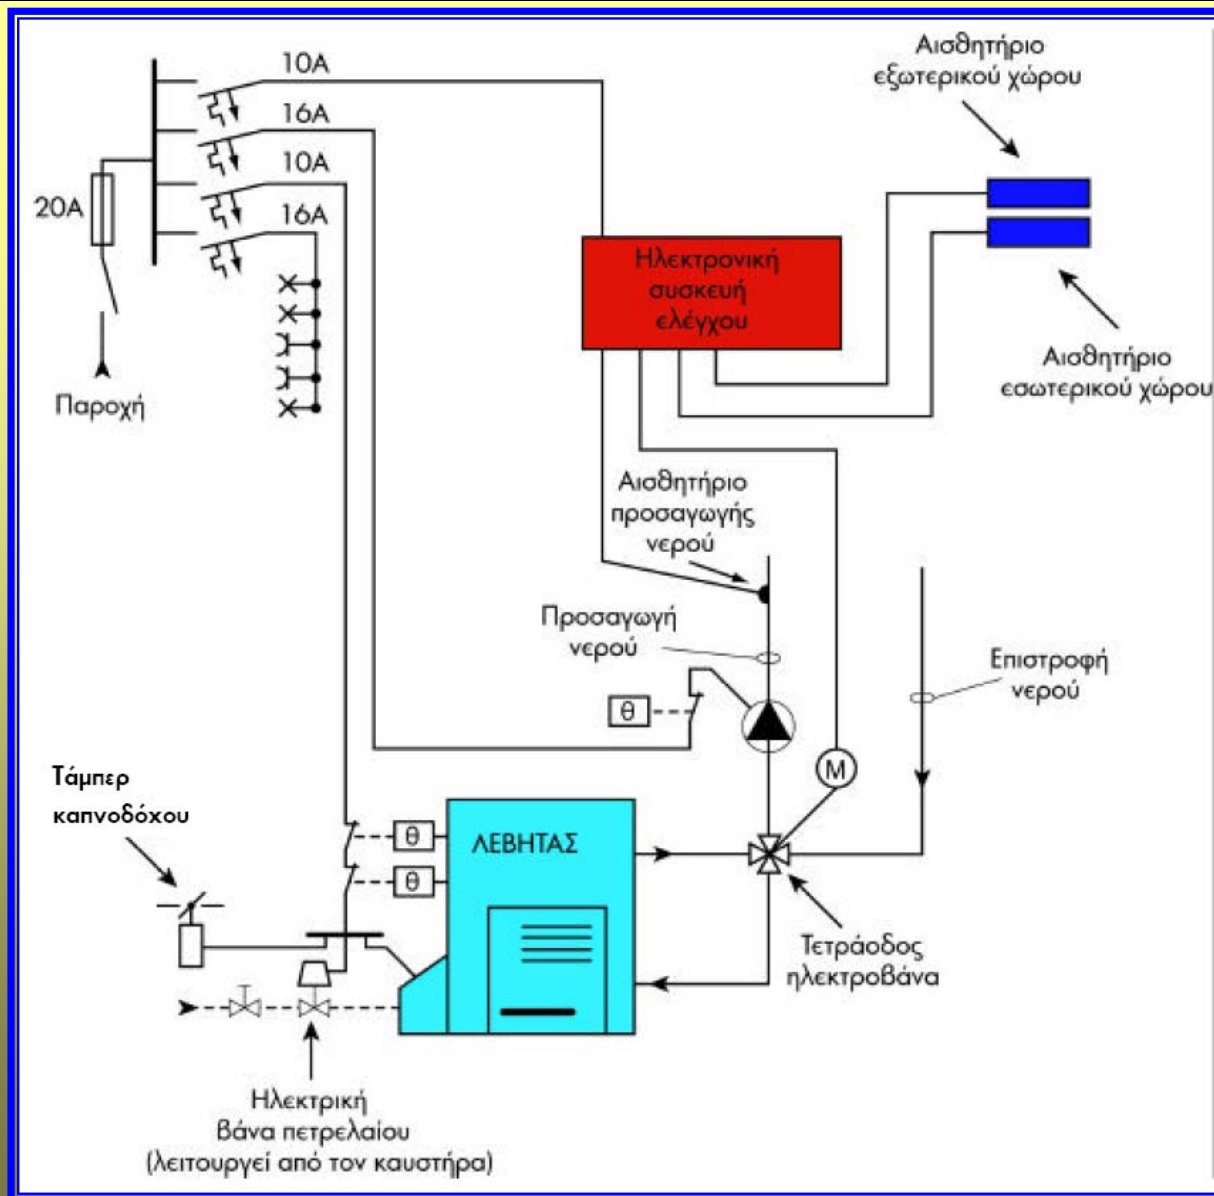 10A
16A
10A
16A
20A
Παροχή
Αισθητήριο
εξωτερικού χώρου
Ηλεκτρονική
συσκευή
ελέγχου
Αισθητήριο
εσωτερικού χώρου
Αισθητήριο
προσαγωγής
νερού
Προσαγωγή
νερού
Επιστροφή
νερού
θ
M
Τάμπερ
καπνοδόχου
θ
θ
ΛΕΒΗΤΑΣ
Τετράοδος
ηλεκτροβάνα
Ηλεκτρική
βάνα πετρελαίου
(λειτουργεί από τον καυστήρα)